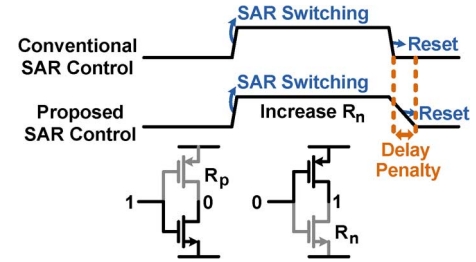 SAR Switching
Conventional
SAR Control
Reset
SAR Switching
Proposed
SAR Control
Increase Rn
Reset
Delay
Penalty
Rp
1
0
0
1
Rn